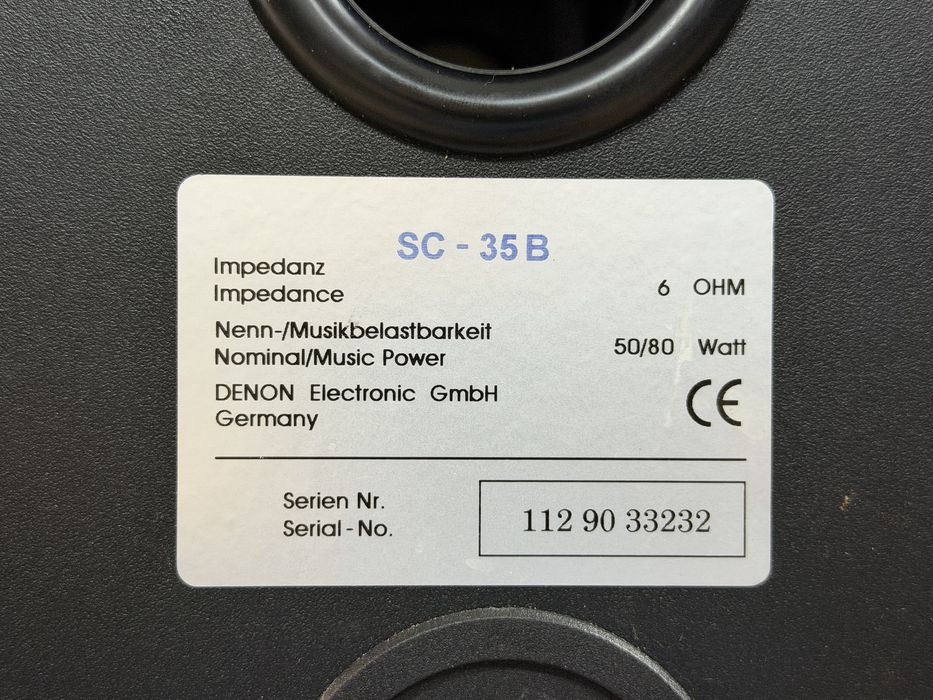 SC - 35 B
Impedanz
Impedance
6 OHM
Nenn-/Musikbelastbarkeit
Nominal/Music Power
50/80 Watt
DENON Electronic GmbH
Germany
CE
Serien Nr.
Serial-No.
112 90 33232